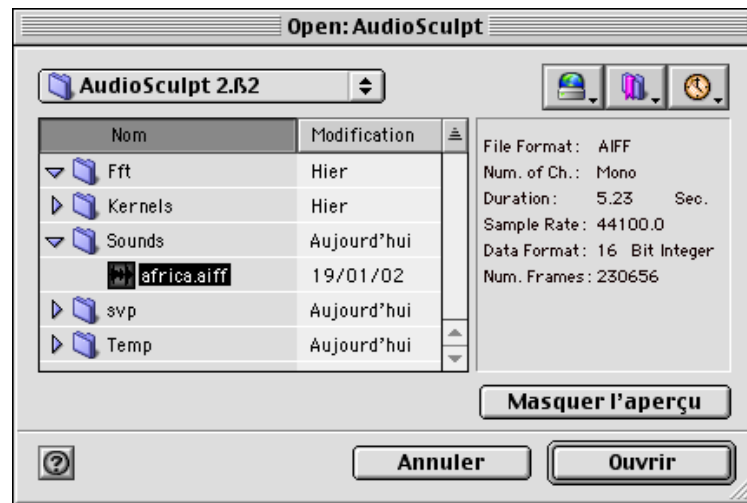 Open: AudioSculpt
AudioSculpt 2.ß2
Nom Modification
Fft Hier
Kernels Hier
Sounds Aujourd'hui
africa.aiff 19/01/02
svp Aujourd'hui
Temp Aujourd'hui
File Format: AIFF
Num. of Ch.: Mono
Duration: 5.23 Sec.
Sample Rate: 44100.0
Data Format: 16 Bit Integer
Num. Frames: 230656
Masquer l'aperçu
?
Annuler Ouvrir